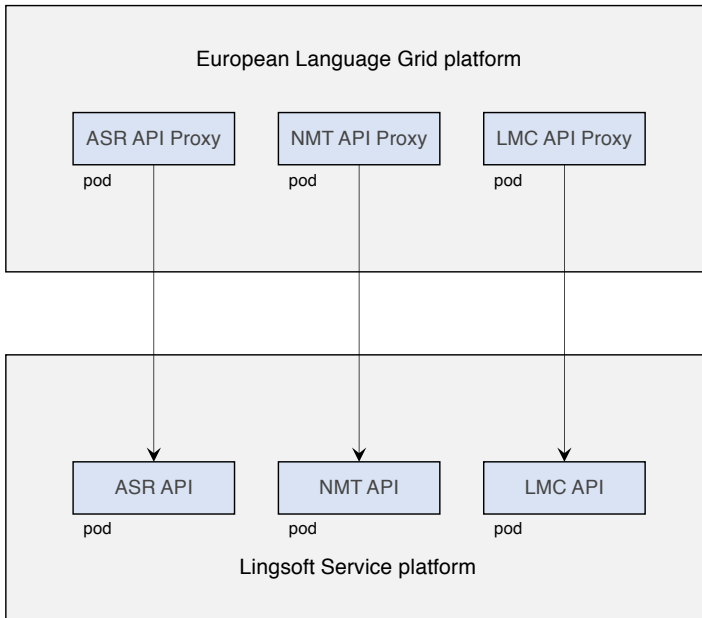 European Language Grid platform
ASR API Proxy NMT API Proxy LMC API Proxy
pod pod pod
ASR API NMT API LMC API
pod pod pod
Lingsoft Service platform